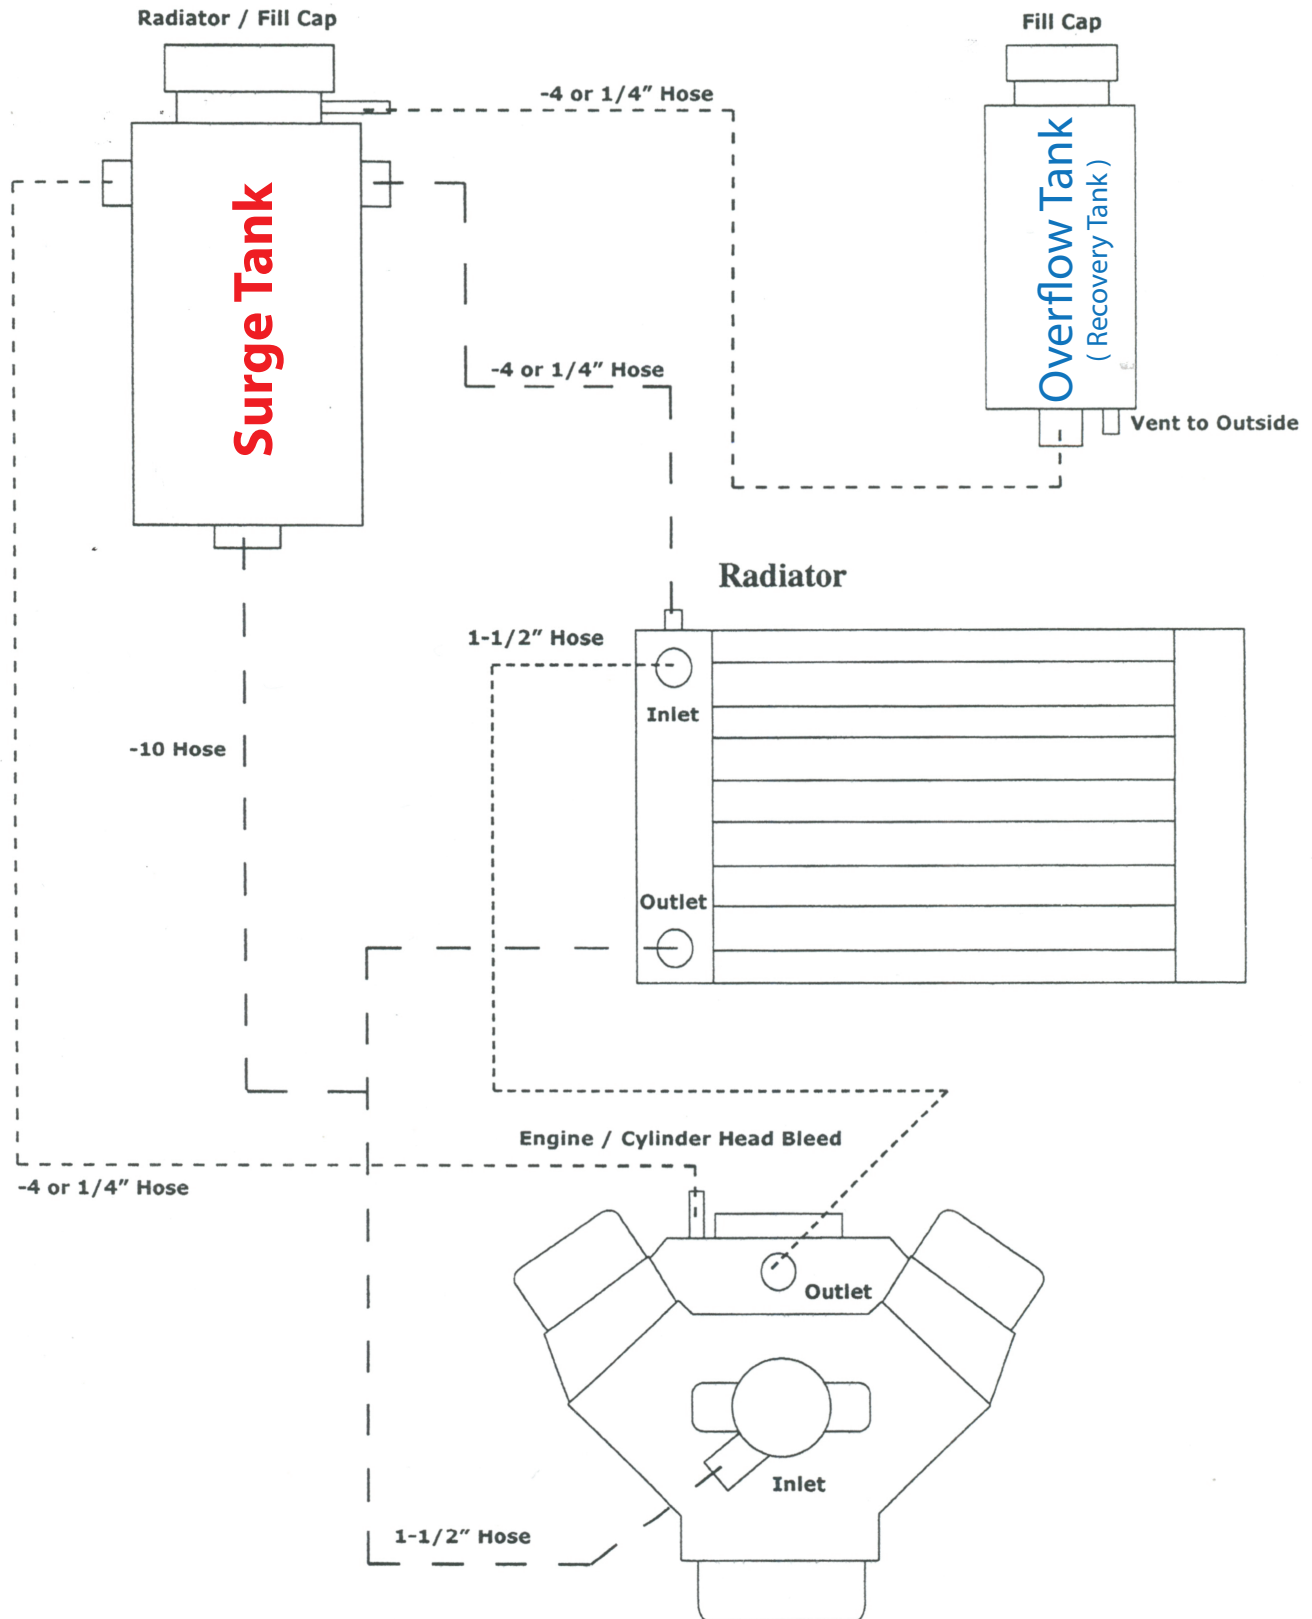 Radiator / Fill Cap
Fill Cap
-4 or 1/4" Hose
Surge Tank
Overflow Tank
( Recovery Tank )
-4 or 1/4" Hose
Vent to Outside
Radiator
1-1/2" Hose
Inlet
-10 Hose
Outlet
Engine / Cylinder Head Bleed
-4 or 1/4" Hose
Outlet
Inlet
1-1/2" Hose